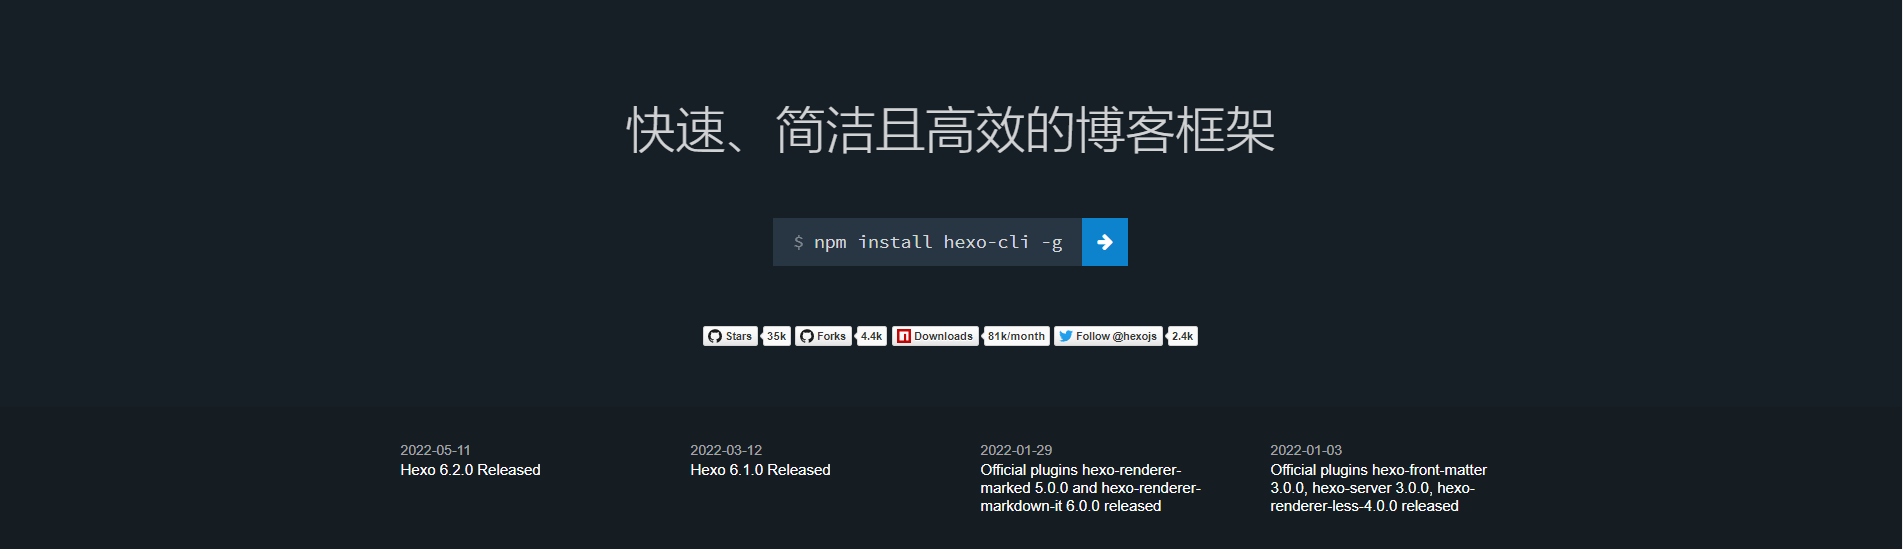 快速、简洁且高效的博客框架
$ npm install hexo-cli -g
Stars 35k Forks 4.4k Downloads 81k/month Follow @hexojs 2.4k
2022-05-11
Hexo 6.2.0 Released
2022-03-12
Hexo 6.1.0 Released
2022-01-29
Official plugins hexo-renderer-
marked 5.0.0 and hexo-renderer-
markdown-it 6.0.0 released
2022-01-03
Official plugins hexo-front-matter
3.0.0, hexo-server 3.0.0, hexo-
renderer-less-4.0.0 released